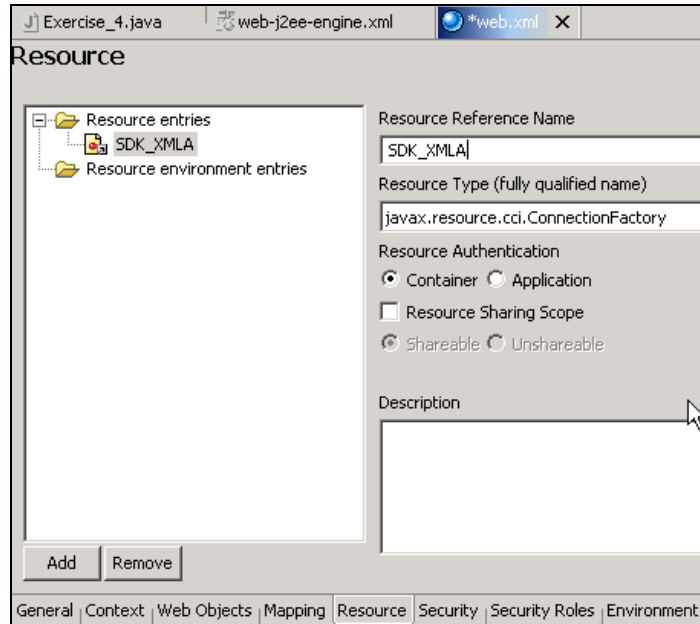 Exercise_4.java web-j2ee-engine.xml *web.xml
Resource
Resource entries
SDK_XMLA
Resource environment entries
Resource Reference Name
SDK_XMLA
Resource Type (fully qualified name)
javax.resource.cci.ConnectionFactory
Resource Authentication
Container Application
Resource Sharing Scope
Shareable Unshareable
Description
Add Remove
General Context Web Objects Mapping Resource Security Security Roles Environment